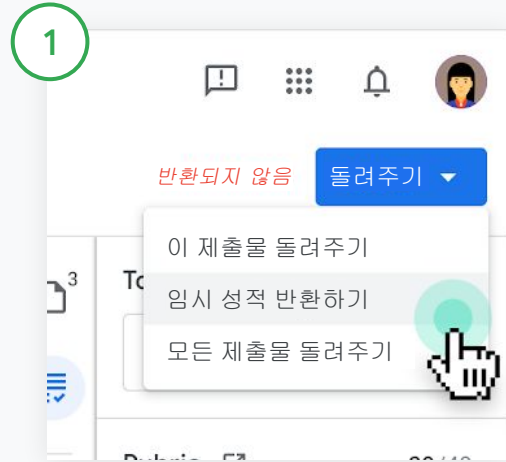 1
반환되지 않음
돌려주기
이 제출물 돌려주기
3
임시 성적 반환하기
모든 제출물 돌려주기